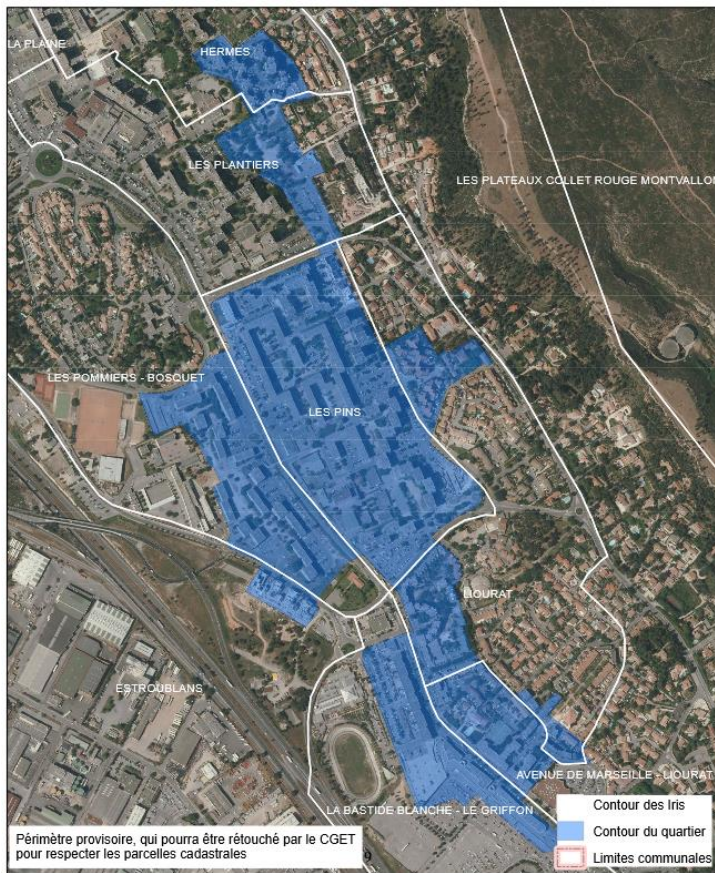 LA PLAINE
HERMES
LES PLANTIERS
LES PLATEAUX COLLET ROUGE MONTVALLON
LES POMMIERS - BOSQUET
LES PINS
LIOURAT
ESTROUBLANS
AVENUE DE MARSEILLE - LIOURAT
LA BASTIDE BLANCHE - LE GRIFFON
Contour des Iris
Contour du quartier
Limites communales
Périmètre provisoire, qui pourra être rétouché par le CGET
pour respecter les parcelles cadastrales
9